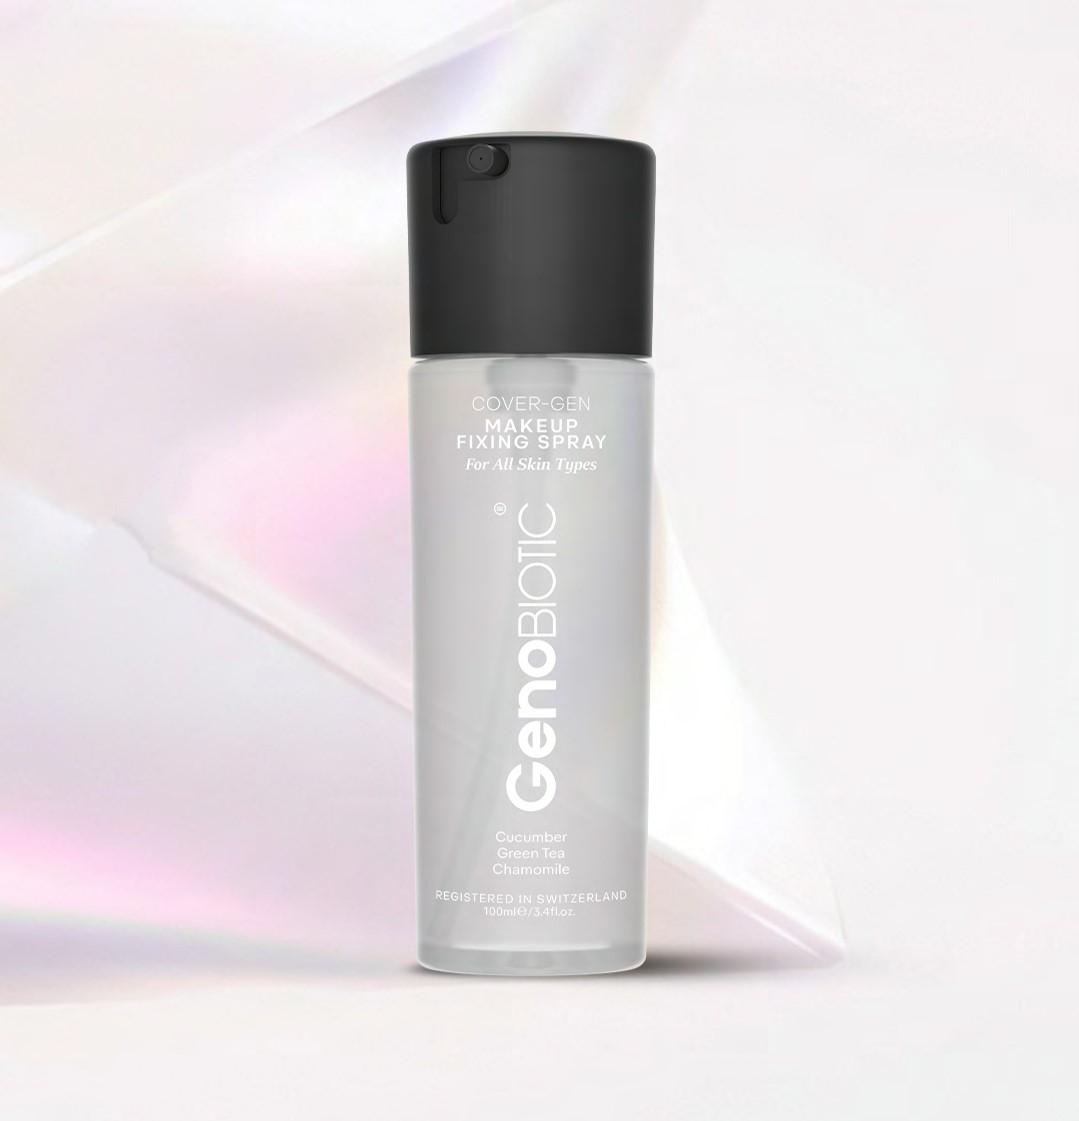 COVER-GEN
MAKEUP
FIXING SPRAY
For All Skin Types
GenoBIOTIC
Cucumber
Green Tea
Chamomile
REGISTERED IN SWITZERLAND
100ml℮/3.4fl.oz.